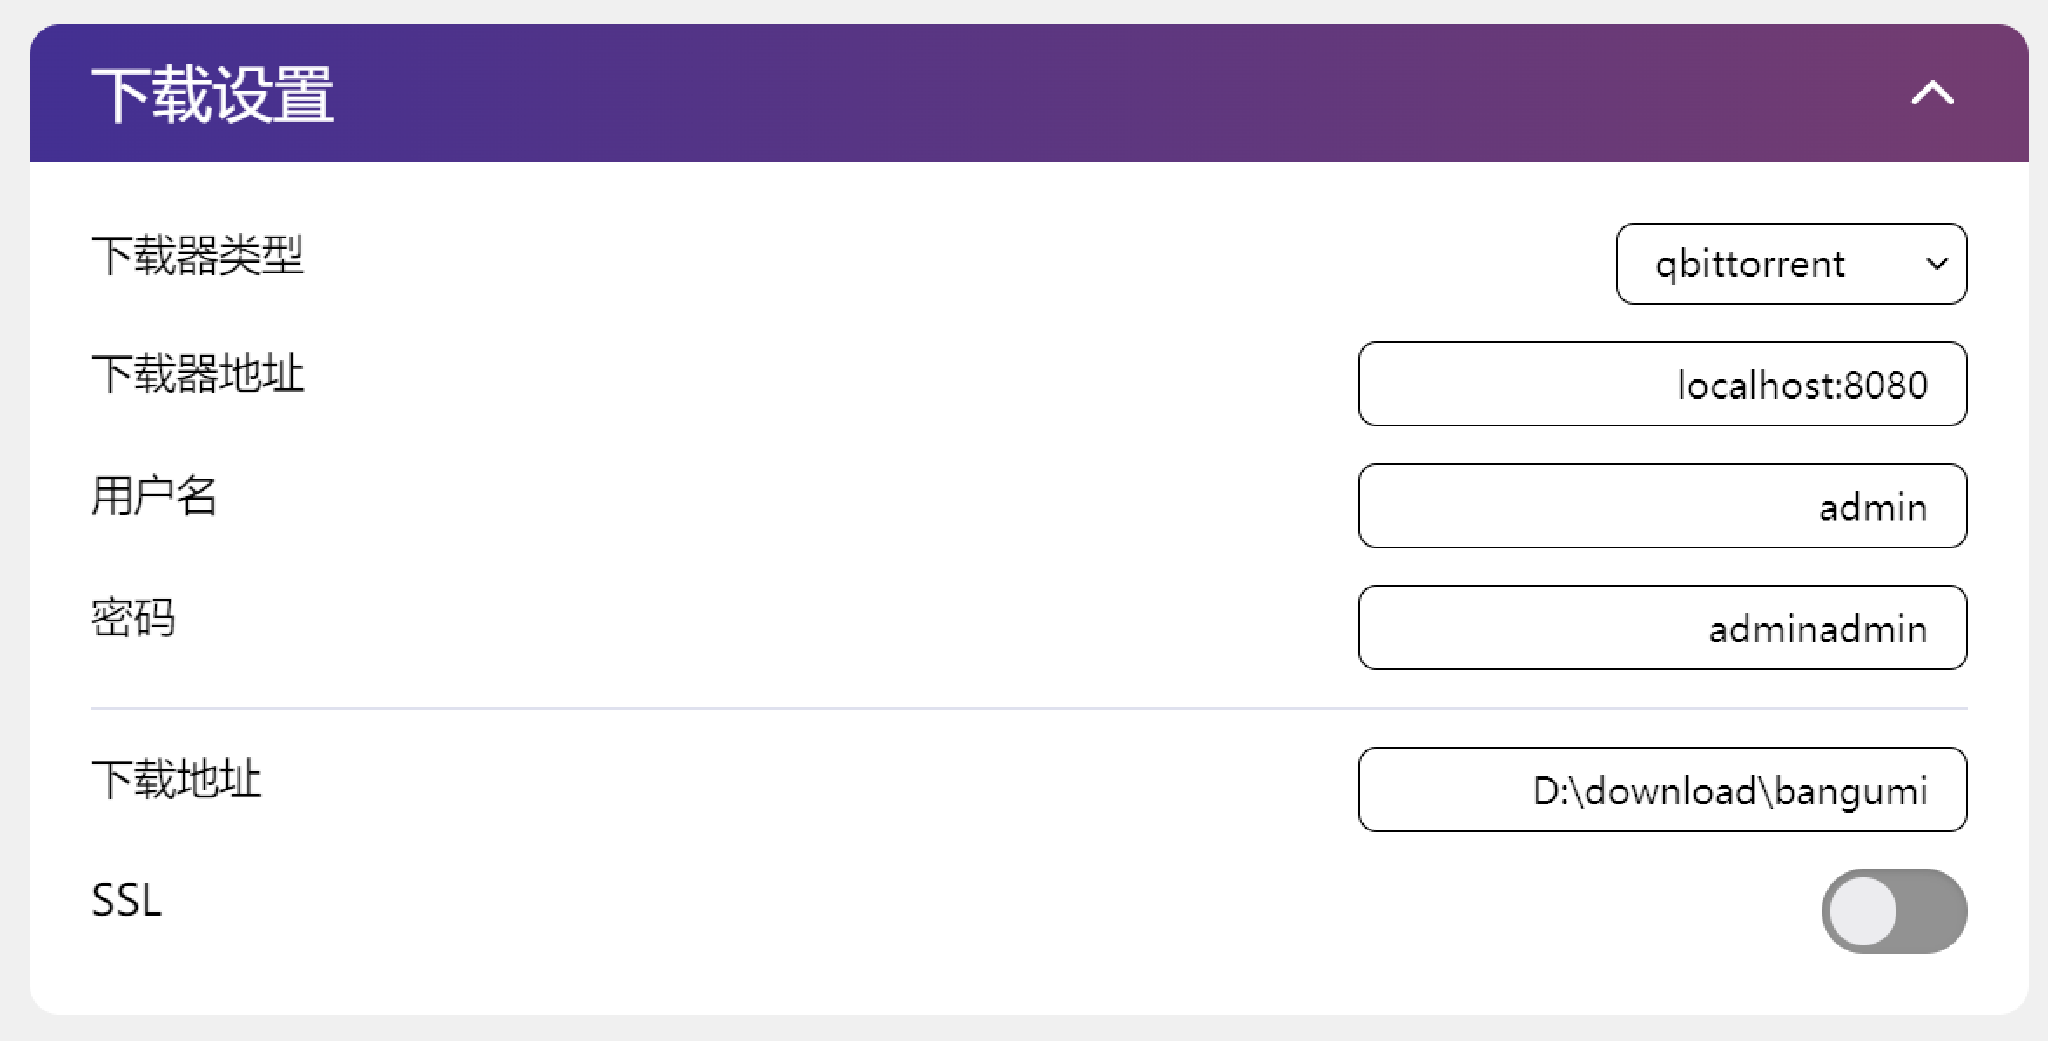 下载设置
下载器类型
qbittorrent
下载器地址
localhost:8080
用户名
admin
密码
adminadmin
下载地址
D:\download\bangumi
SSL